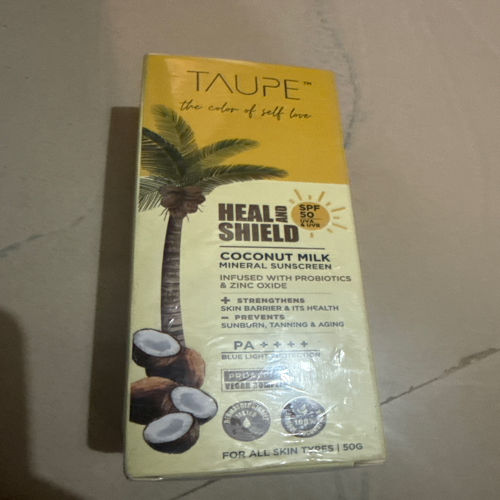 TAUPE™
the color of self love
HEAL AND SHIELD
SPF 50 UVA & UVB
COCONUT MILK
MINERAL SUNSCREEN
INFUSED WITH PROBIOTICS
& ZINC OXIDE
+ STRENGTHENS
SKIN BARRIER & ITS HEALTH
– PREVENTS
SUNBURN, TANNING & AGING
PA ++++
BLUE LIGHT PROTECTION
VEGAN
100%
FOR ALL SKIN TYPES | 50G